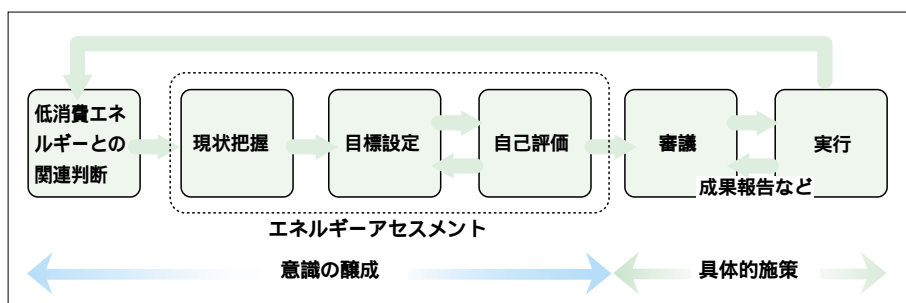 低消費エネ
ルギーとの
関連判断
現状把握
目標設定
自己評価
審議
実行
成果報告など
エネルギーアセスメント
意識の醸成
具体的施策